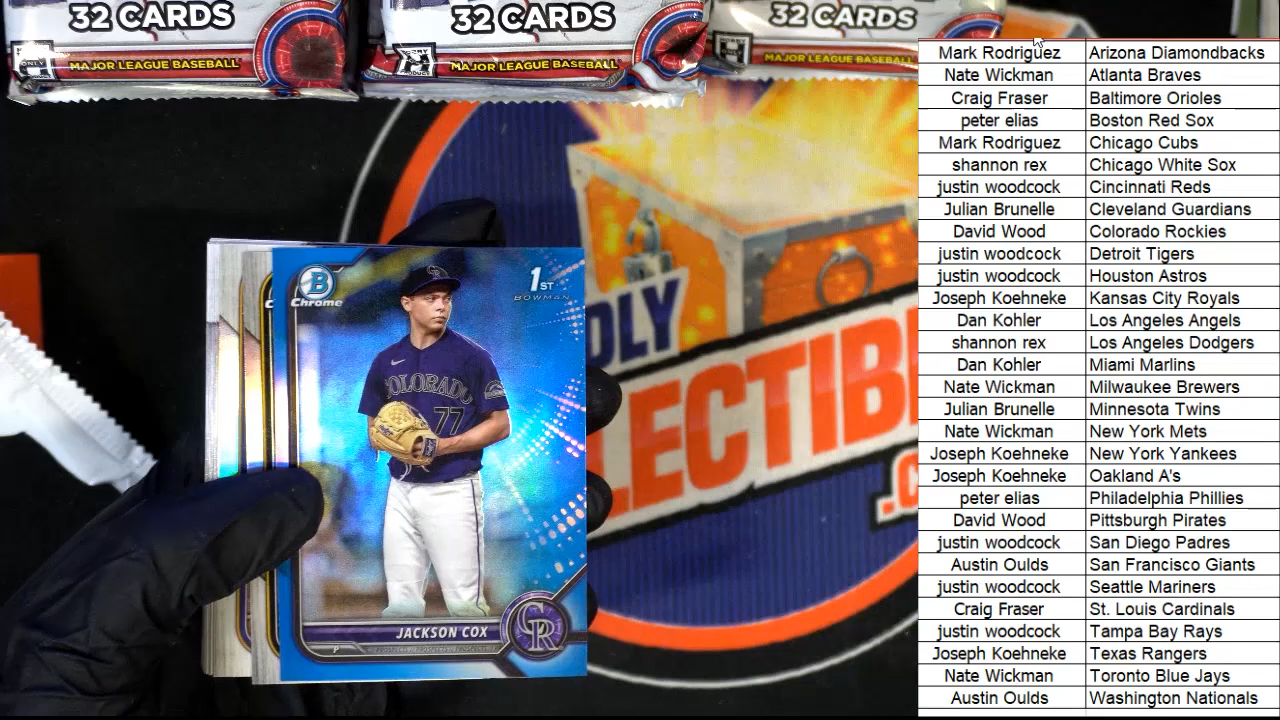 32 CARDS
32 CARDS
32 CARDS
MAJOR LEAGUE BASEBALL
MAJOR LEAGUE BASEBALL
MAJOR LEAGUE BASEBALL
Mark Rodriguez Arizona Diamondbacks
Nate Wickman Atlanta Braves
Craig Fraser Baltimore Orioles
peter elias Boston Red Sox
Mark Rodriguez Chicago Cubs
shannon rex Chicago White Sox
justin woodcock Cincinnati Reds
Julian Brunelle Cleveland Guardians
David Wood Colorado Rockies
justin woodcock Detroit Tigers
justin woodcock Houston Astros
Joseph Koehneke Kansas City Royals
Dan Kohler Los Angeles Angels
shannon rex Los Angeles Dodgers
Dan Kohler Miami Marlins
Nate Wickman Milwaukee Brewers
Julian Brunelle Minnesota Twins
Nate Wickman New York Mets
Joseph Koehneke New York Yankees
Joseph Koehneke Oakland A's
peter elias Philadelphia Phillies
David Wood Pittsburgh Pirates
justin woodcock San Diego Padres
Austin Oulds San Francisco Giants
justin woodcock Seattle Mariners
Craig Fraser St. Louis Cardinals
justin woodcock Tampa Bay Rays
Joseph Koehneke Texas Rangers
Nate Wickman Toronto Blue Jays
Austin Oulds Washington Nationals
B
Chrome
1ST
BOWMAN
COLORADO
77
JACKSON COX
P
CR
DLY
LECTIBL
.C